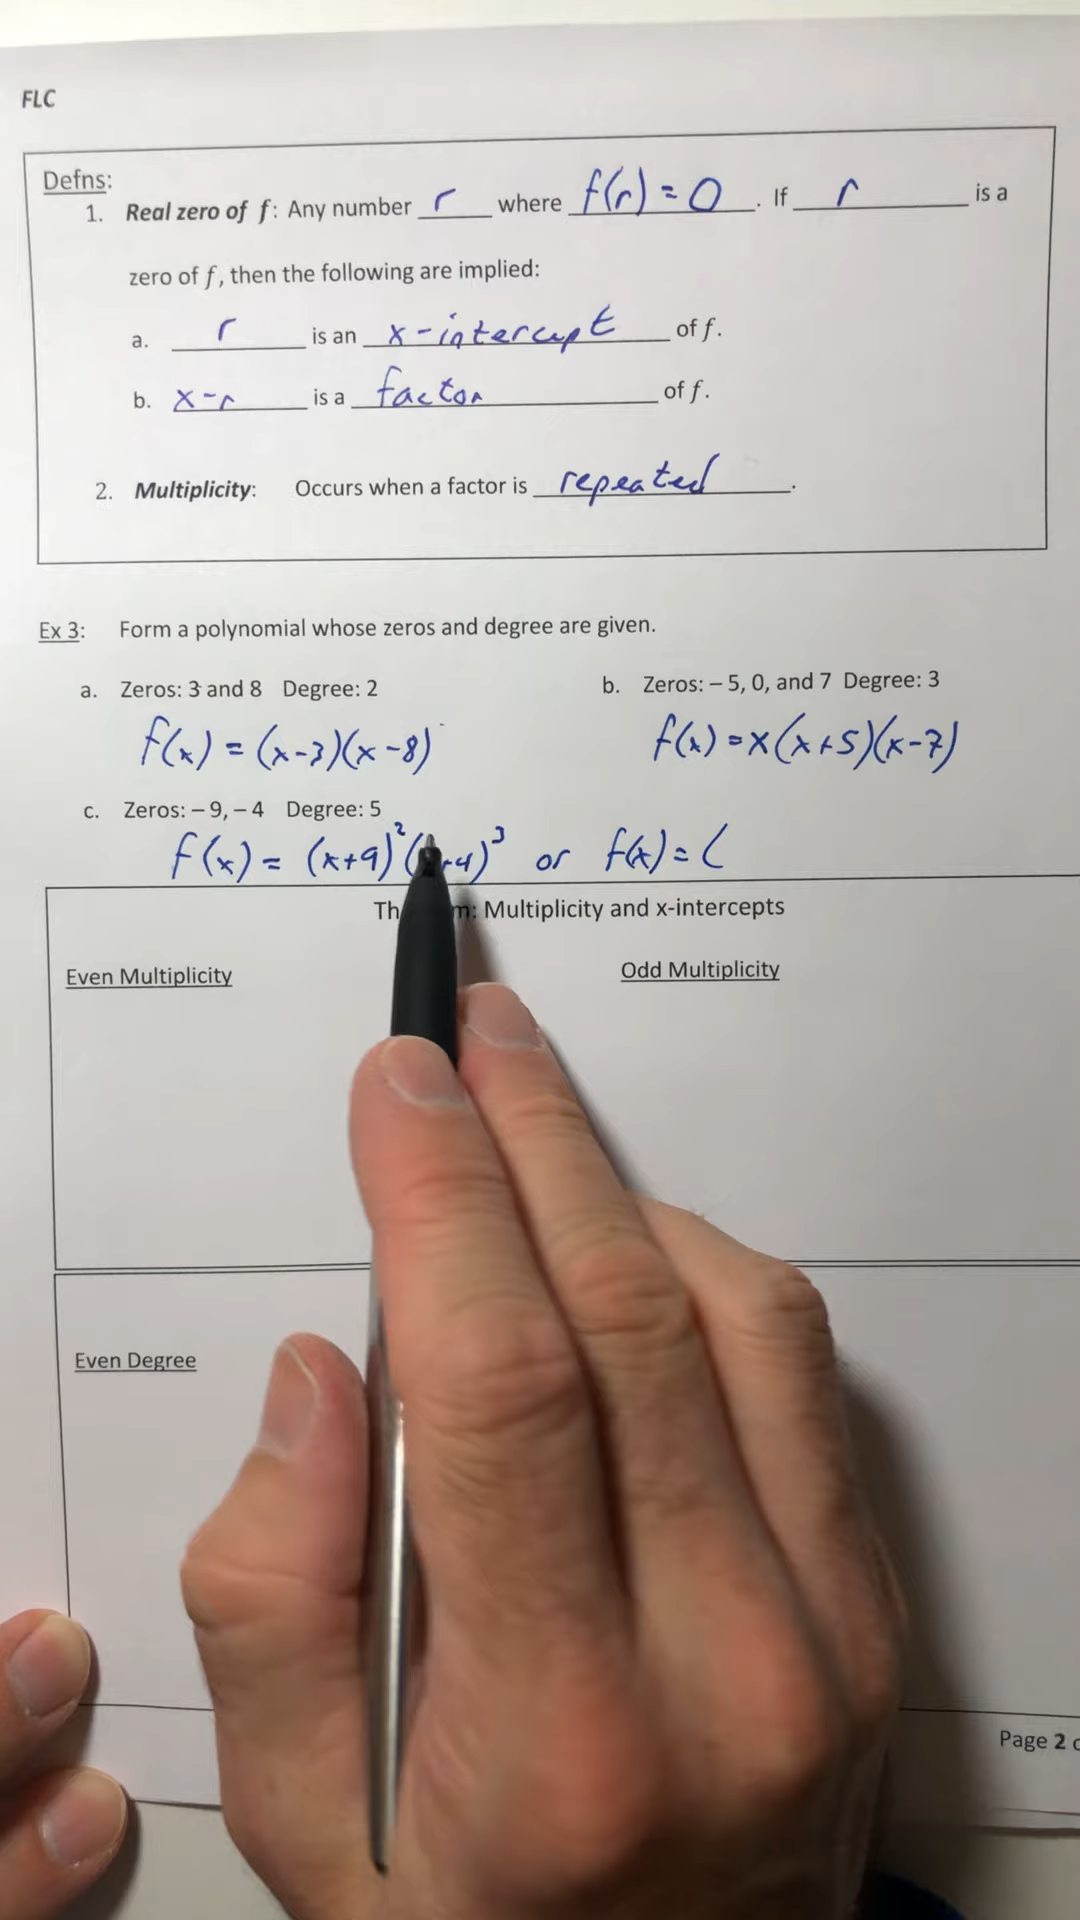 FLC
Defns:
1. Real zero of f: Any number r where f(r) = 0. If r is a
zero of f, then the following are implied:
a. r is an x-intercept of f.
b. x-r is a factor of f.
2. Multiplicity: Occurs when a factor is repeated.
Ex 3: Form a polynomial whose zeros and degree are given.
a. Zeros: 3 and 8 Degree: 2
b. Zeros: – 5, 0, and 7 Degree: 3
f(x) = (x-3)(x-8)
f(x) = x(x+5)(x-7)
c. Zeros: – 9, – 4 Degree: 5
f(x) = (x+9)²( 4)³ or f(x) = (
Multiplicity and x-intercepts
Even Multiplicity
Odd Multiplicity
Even Degree
Page 2